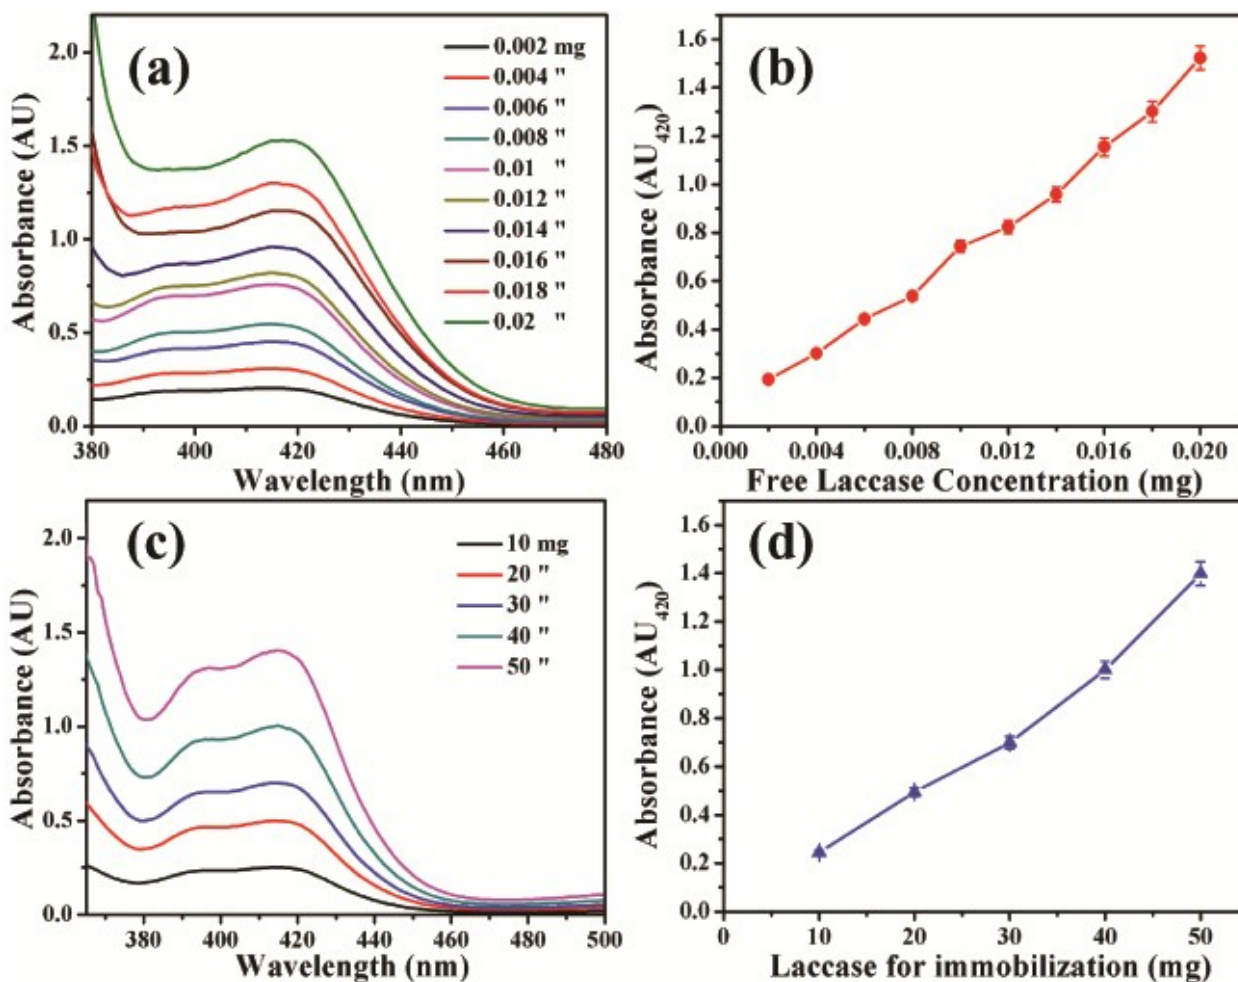 (a)
0.002 mg
0.004 "
0.006 "
0.008 "
0.01 "
0.012 "
0.014 "
0.016 "
0.018 "
0.02 "
2.0
1.5
1.0
0.5
0.0
Absorbance (AU)
380 400 420 440 460 480
Wavelength (nm)
(b)
1.6
1.4
1.2
1.0
0.8
0.6
0.4
0.2
0.0
Absorbance (AU420)
0.000 0.004 0.008 0.012 0.016 0.020
Free Laccase Concentration (mg)
(c)
10 mg
20 "
30 "
40 "
50 "
2.0
1.5
1.0
0.5
0.0
Absorbance (AU)
380 400 420 440 460 480 500
Wavelength (nm)
(d)
1.6
1.4
1.2
1.0
0.8
0.6
0.4
0.2
0.0
Absorbance (AU420)
0 10 20 30 40 50
Laccase for immobilization (mg)